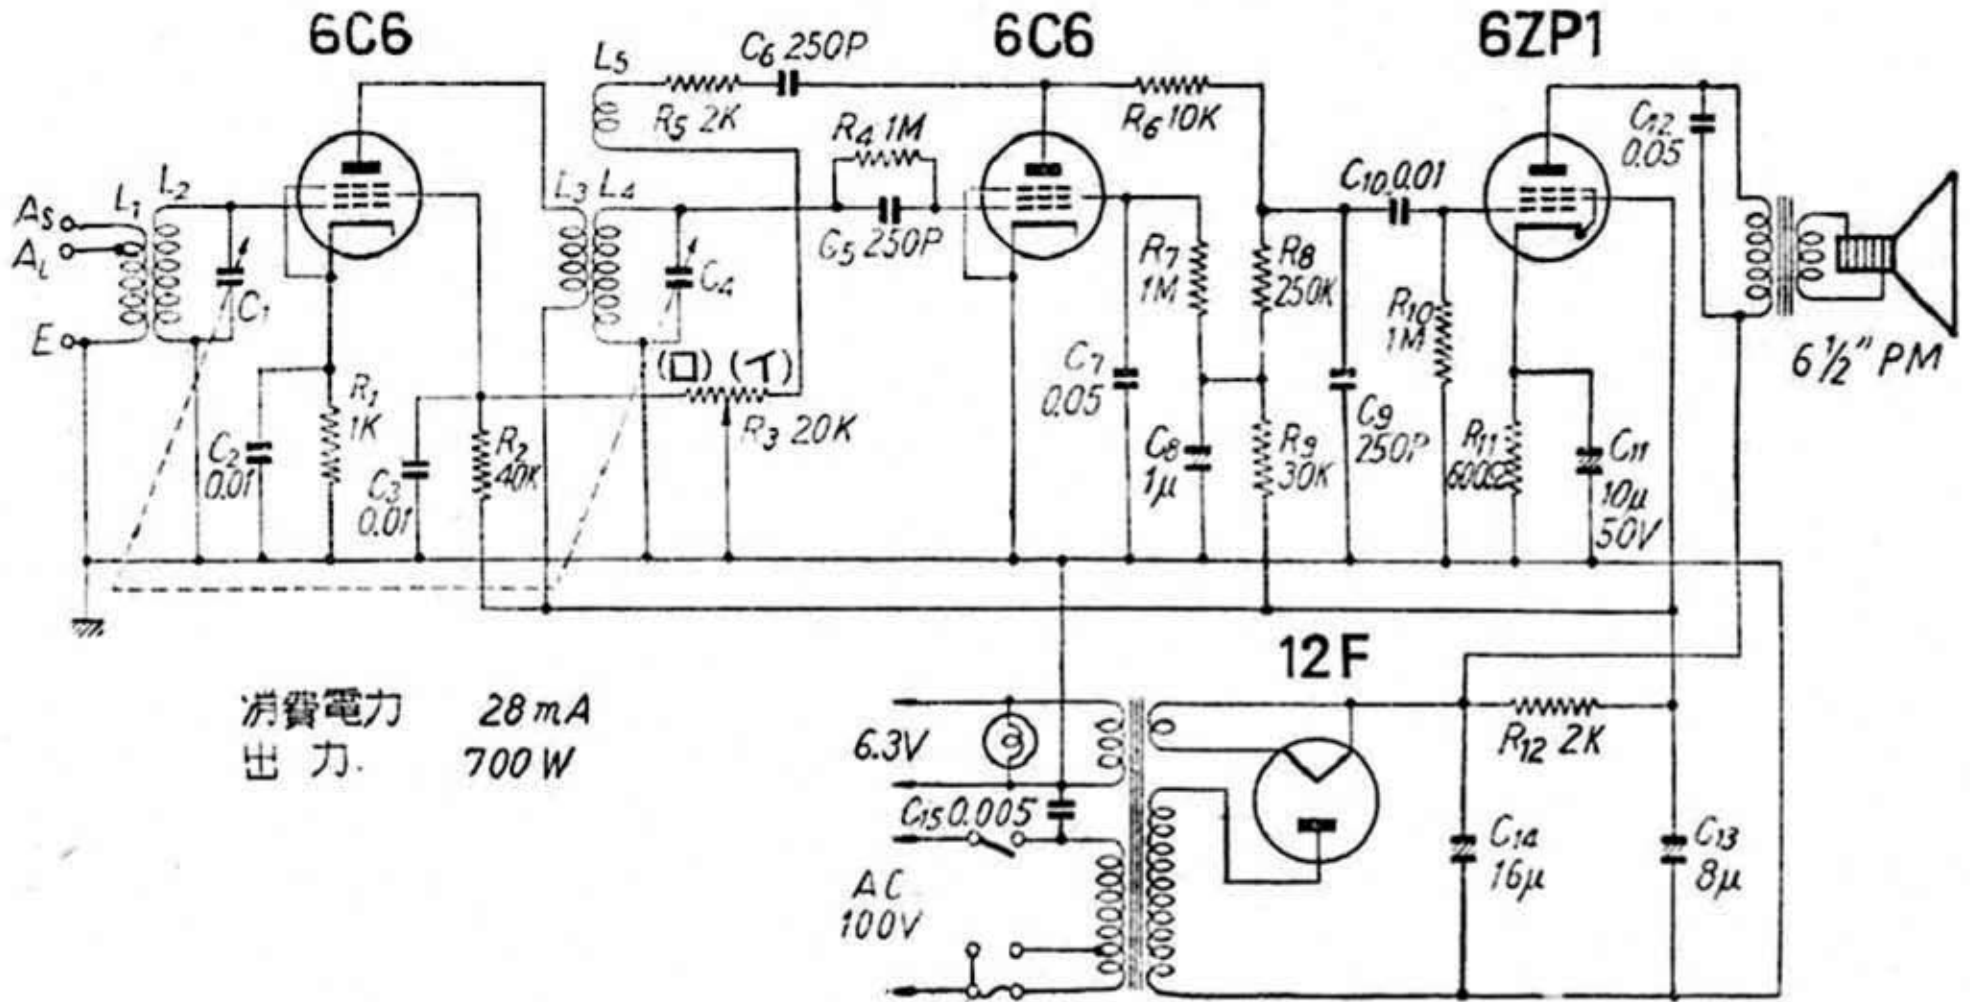 6C6
6C6
6ZP1
L5
C6 250P
R5 2K
R4 1M
R6 10K
C12
0.05
L1
L2
L3
L4
AS
AL
E
C1
C4
G5 250P
C10 0.01
R7
1M
R8
250K
R10
1M
6 1/2" PM
(ロ) (イ)
R3 20K
C7
0.05
R1
1K
C2
0.01
C3
0.01
R2
40K
C8
1μ
R9
30K
C9
250P
R11
600Ω
C11
10μ
50V
12F
消費電力 28mA
出力. 700W
6.3V
R12 2K
C15 0.005
AC
100V
C14
16μ
C13
8μ